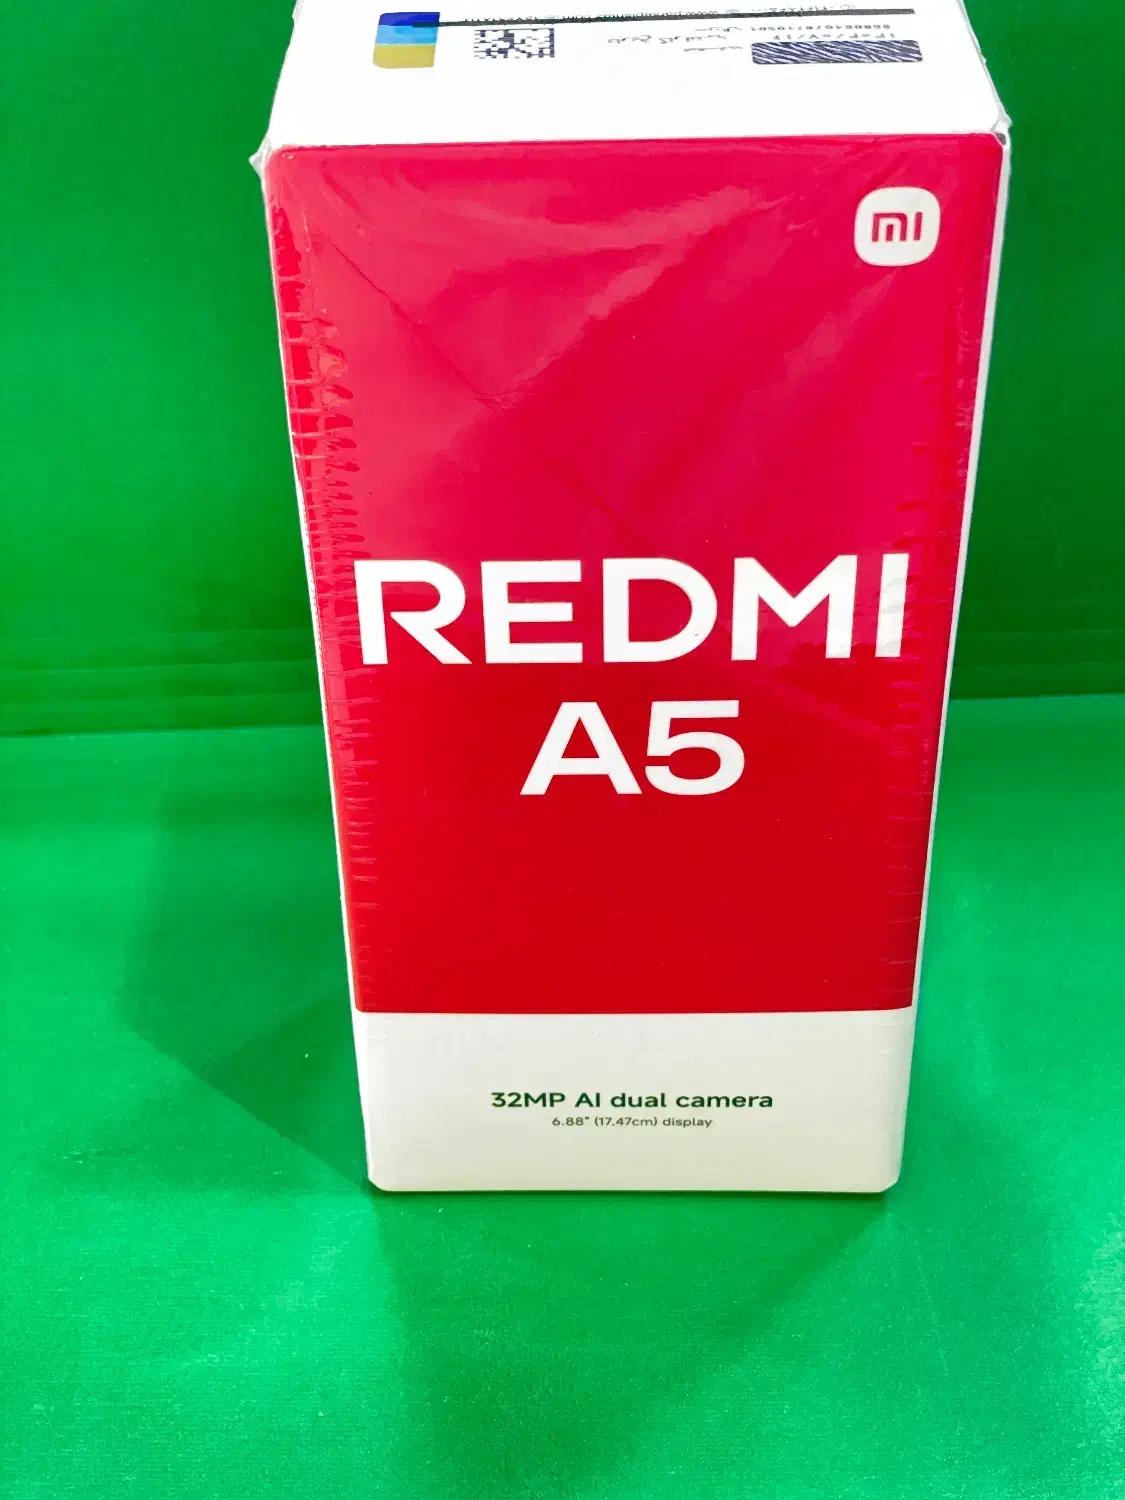 mi
REDMI
A5
32MP AI dual camera
6.88" (17.47cm) display